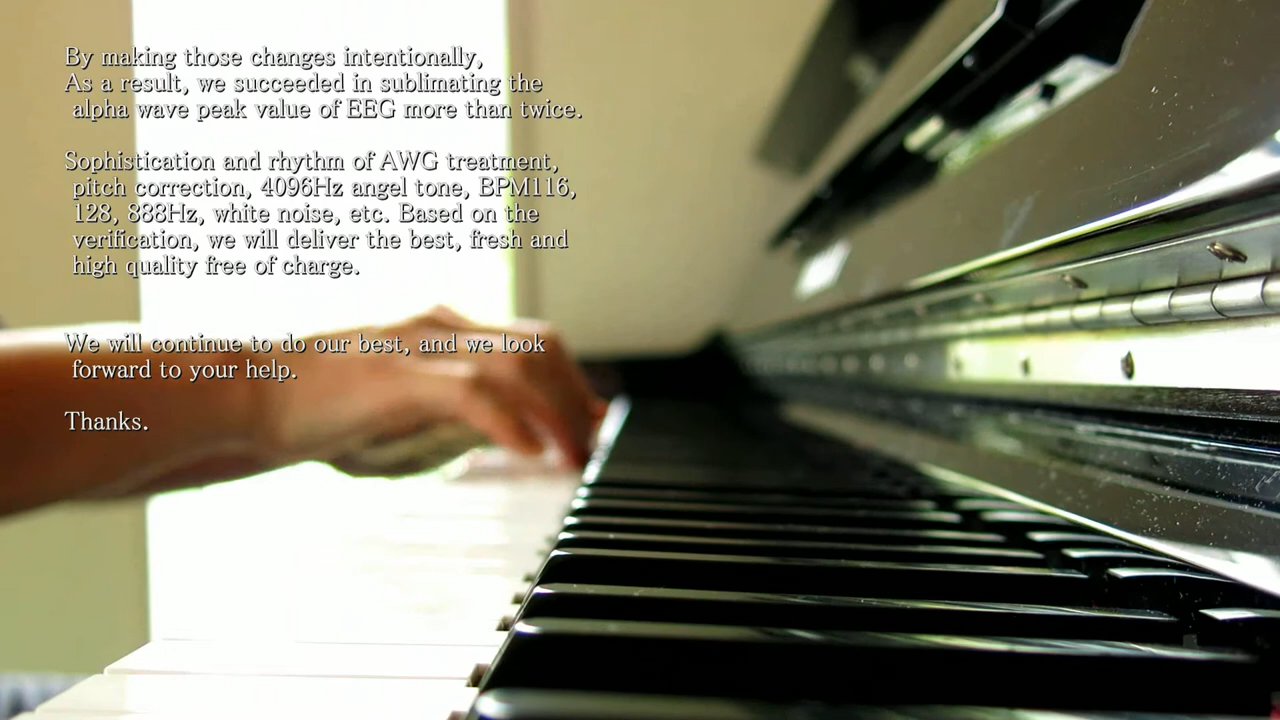 By making those changes intentionally,
As a result, we succeeded in sublimating the
alpha wave peak value of EEG more than twice.
Sophistication and rhythm of AWG treatment,
pitch correction, 4096Hz angel tone, BPM116,
128, 888Hz, white noise, etc. Based on the
verification, we will deliver the best, fresh and
high quality free of charge.
We will continue to do our best, and we look
forward to your help.
Thanks.